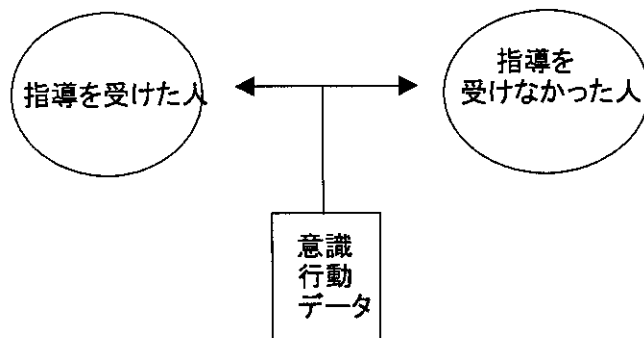 指導を受けた人
指導を
受けなかった人
意識
行動
データ